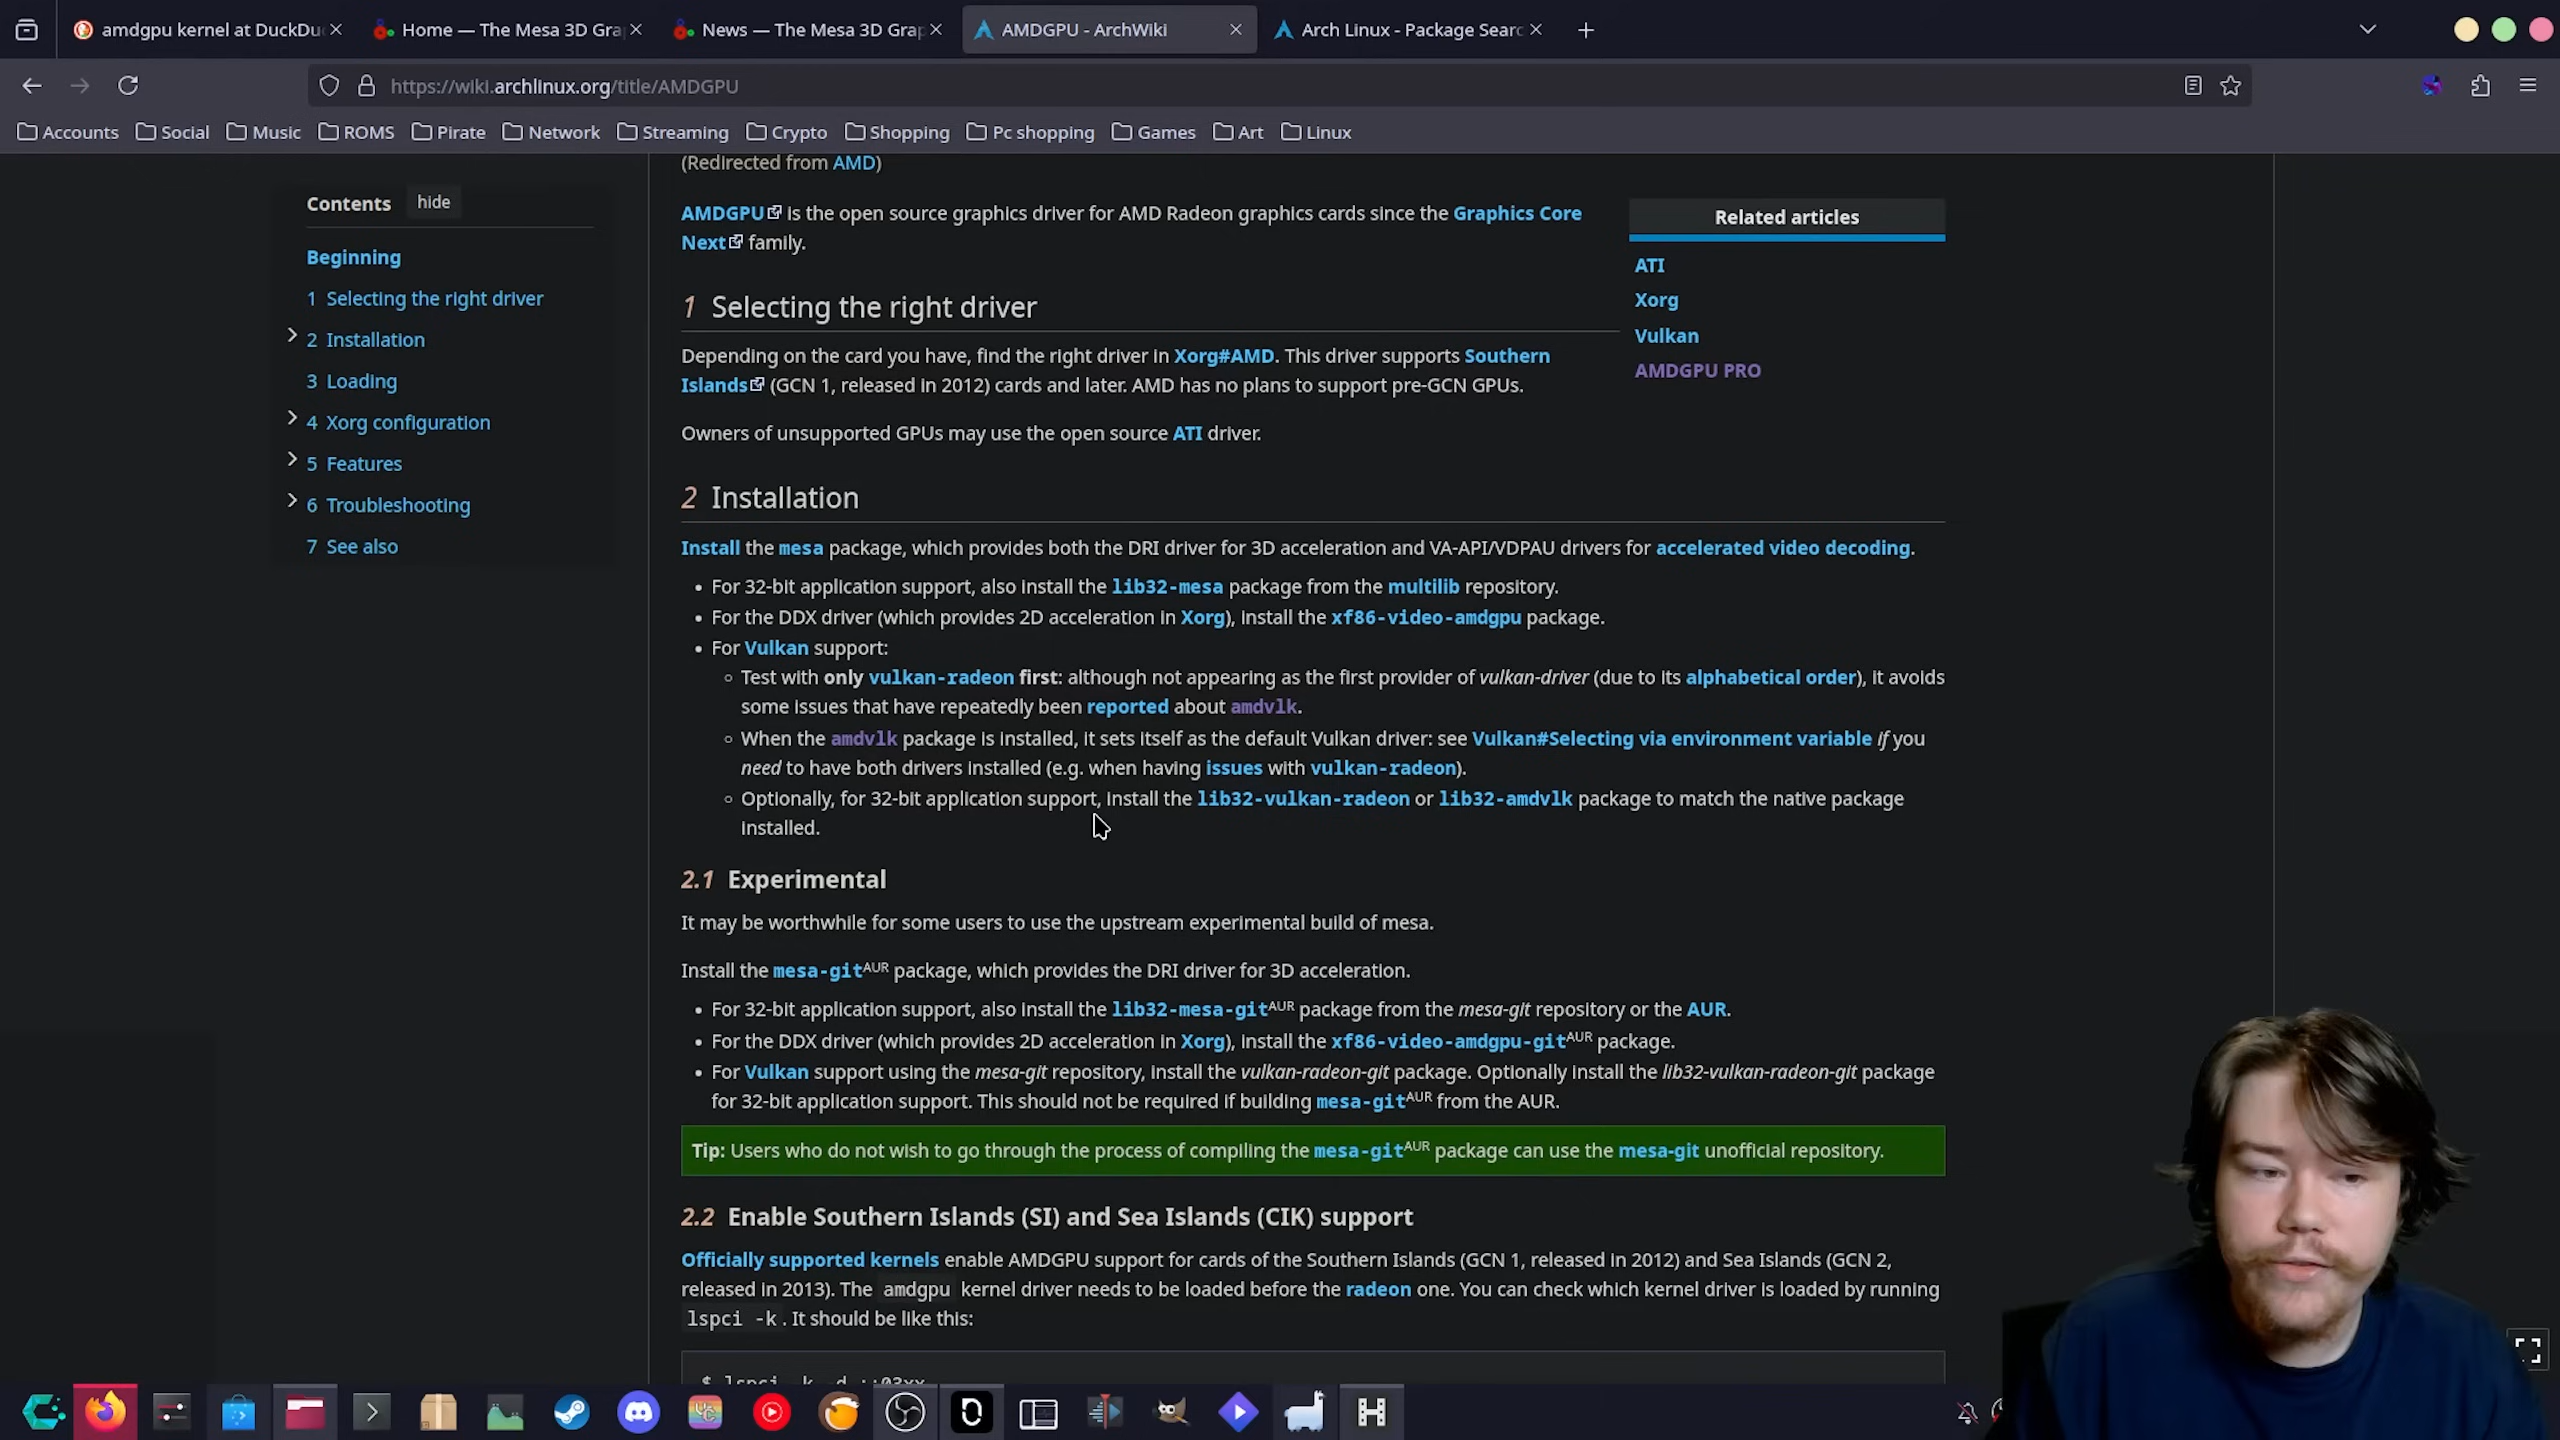 amdgpu kernel at DuckDu
Home — The Mesa 3D Gra
News — The Mesa 3D Grap
AMDGPU - ArchWiki
Arch Linux - Package Searc
https://wiki.archlinux.org/title/AMDGPU
Accounts Social Music ROMS Pirate Network Streaming Crypto Shopping Pc shopping Games Art Linux
Contents hide
Beginning
1 Selecting the right driver
2 Installation
3 Loading
4 Xorg configuration
5 Features
6 Troubleshooting
7 See also
(Redirected from AMD)
AMDGPU is the open source graphics driver for AMD Radeon graphics cards since the Graphics Core
Next family.
Related articles
ATI
Xorg
Vulkan
AMDGPU PRO
1 Selecting the right driver
Depending on the card you have, find the right driver in Xorg#AMD. This driver supports Southern
Islands (GCN 1, released in 2012) cards and later. AMD has no plans to support pre-GCN GPUs.
Owners of unsupported GPUs may use the open source ATI driver.
2 Installation
Install the mesa package, which provides both the DRI driver for 3D acceleration and VA-API/VDPAU drivers for accelerated video decoding.
• For 32-bit application support, also install the lib32-mesa package from the multilib repository.
• For the DDX driver (which provides 2D acceleration in Xorg), install the xf86-video-amdgpu package.
• For Vulkan support:
◦ Test with only vulkan-radeon first: although not appearing as the first provider of vulkan-driver (due to its alphabetical order), it avoids
some issues that have repeatedly been reported about amdvlk.
◦ When the amdvlk package is installed, it sets itself as the default Vulkan driver: see Vulkan#Selecting via environment variable if you
need to have both drivers installed (e.g. when having issues with vulkan-radeon).
◦ Optionally, for 32-bit application support, install the lib32-vulkan-radeon or lib32-amdvlk package to match the native package
installed.
2.1 Experimental
It may be worthwhile for some users to use the upstream experimental build of mesa.
Install the mesa-gitAUR package, which provides the DRI driver for 3D acceleration.
• For 32-bit application support, also install the lib32-mesa-gitAUR package from the mesa-git repository or the AUR.
• For the DDX driver (which provides 2D acceleration in Xorg), install the xf86-video-amdgpu-gitAUR package.
• For Vulkan support using the mesa-git repository, install the vulkan-radeon-git package. Optionally install the lib32-vulkan-radeon-git package
for 32-bit application support. This should not be required if building mesa-gitAUR from the AUR.
Tip: Users who do not wish to go through the process of compiling the mesa-gitAUR package can use the mesa-git unofficial repository.
2.2 Enable Southern Islands (SI) and Sea Islands (CIK) support
Officially supported kernels enable AMDGPU support for cards of the Southern Islands (GCN 1, released in 2012) and Sea Islands (GCN 2,
released in 2013). The amdgpu kernel driver needs to be loaded before the radeon one. You can check which kernel driver is loaded by running
lspci -k. It should be like this:
$ lspci -k -d ::03xx